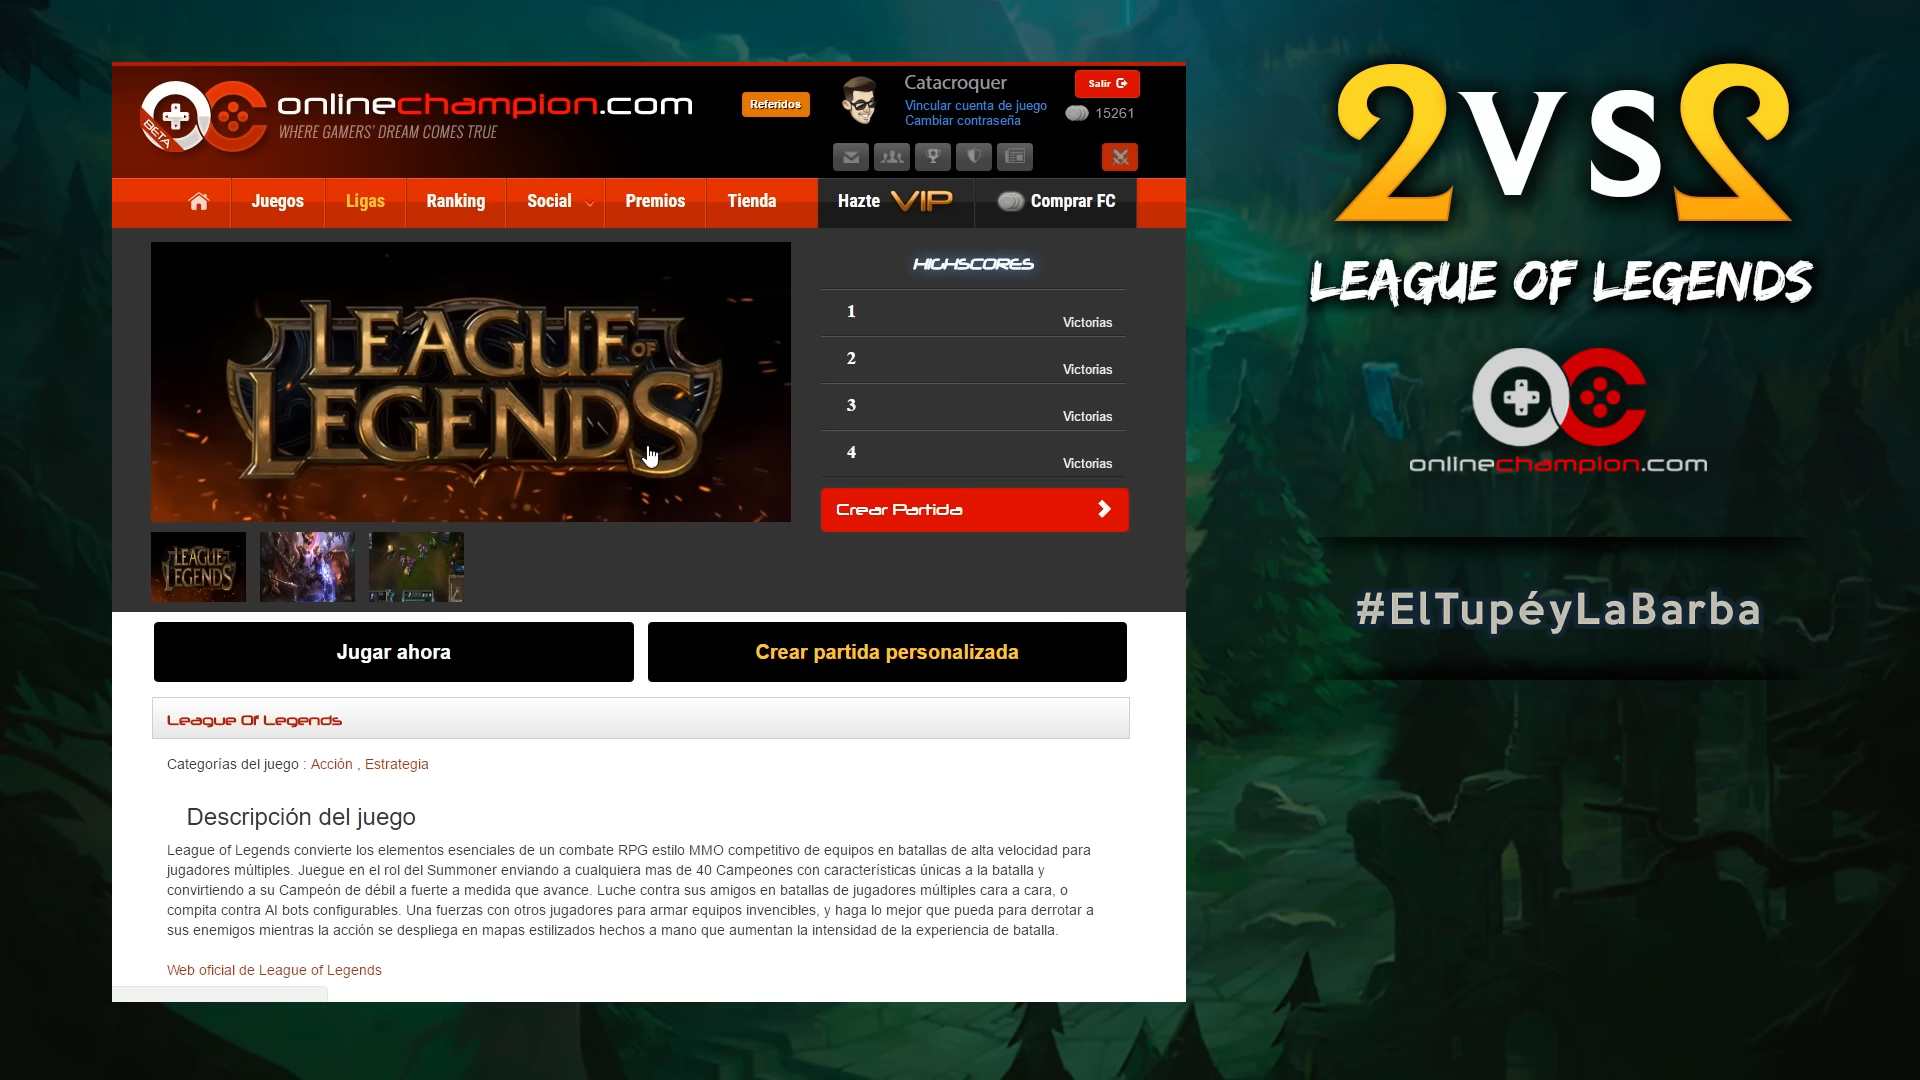 onlinechampion.com
BETA
WHERE GAMERS' DREAM COMES TRUE
Referidos
Catacroquer
Vincular cuenta de juego
Cambiar contraseña
Salir
15261
Juegos
Ligas
Ranking
Social
Premios
Tienda
Hazte VIP
Comprar FC
LEAGUE OF
LEGENDS
HIGHSCORES
1
Victorias
2
Victorias
3
Victorias
4
Victorias
Crear Partida
LEAGUE OF
LEGENDS
Jugar ahora
Crear partida personalizada
League Of Legends
Categorías del juego : Acción , Estrategia
Descripción del juego
League of Legends convierte los elementos esenciales de un combate RPG estilo MMO competitivo de equipos en batallas de alta velocidad para
jugadores múltiples. Juegue en el rol del Summoner enviando a cualquiera mas de 40 Campeones con características únicas a la batalla y
convirtiendo a su Campeón de débil a fuerte a medida que avance. Luche contra sus amigos en batallas de jugadores múltiples cara a cara, o
compita contra AI bots configurables. Una fuerzas con otros jugadores para armar equipos invencibles, y haga lo mejor que pueda para derrotar a
sus enemigos mientras la acción se despliega en mapas estilizados hechos a mano que aumentan la intensidad de la experiencia de batalla.
Web oficial de League of Legends
2 VS 2
LEAGUE OF LEGENDS
onlinechampion.com
#ElTupéyLaBarba